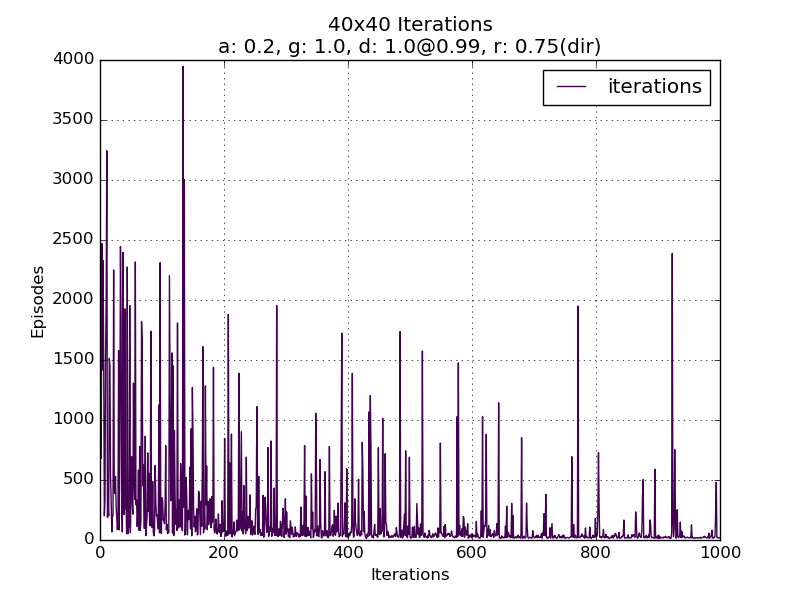 40x40 Iterations
a: 0.2, g: 1.0, d: 1.0@0.99, r: 0.75(dir)
iterations
4000
3500
3000
2500
2000
1500
1000
500
0
Episodes
0 200 400 600 800 1000
Iterations